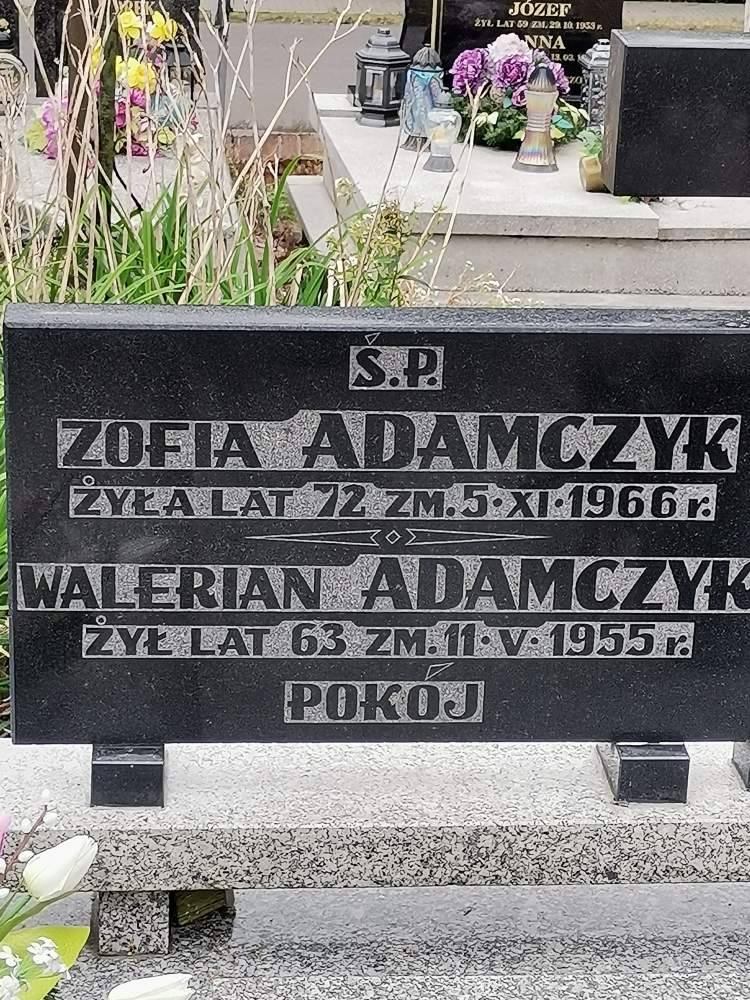 JÓZEF
ŻYŁ LAT 59 ZM. 29.10.1953 r.
ANNA
Ś.P.
ZOFIA ADAMCZYK
ŻYŁA LAT 72 ZM. 5·XI·1966 r.
WALERIAN ADAMCZYK
ŻYŁ LAT 63 ZM. 11·V·1955 r.
POKÓJ